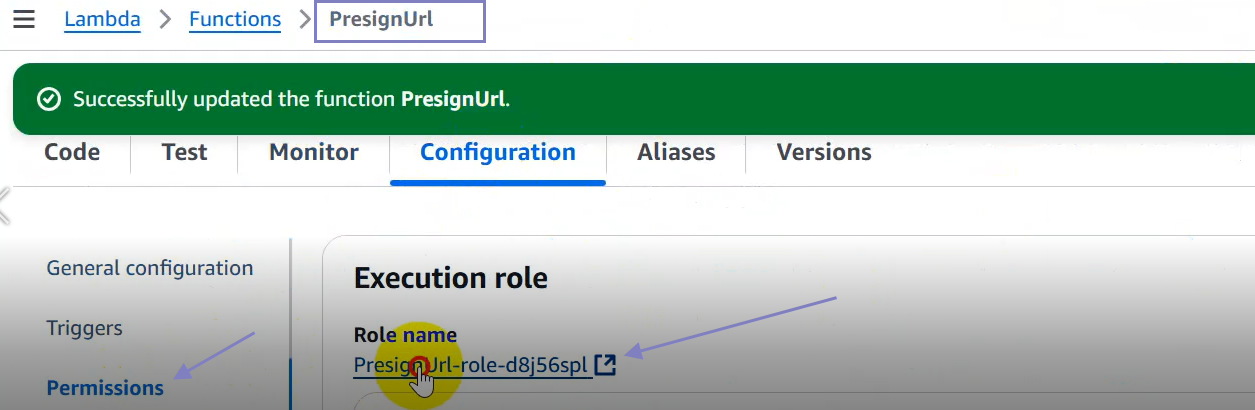 Lambda > Functions > PresignUrl
Successfully updated the function PresignUrl.
Code Test Monitor Configuration Aliases Versions
General configuration
Triggers
Permissions
Execution role
Role name
PresignUrl-role-d8j56spl